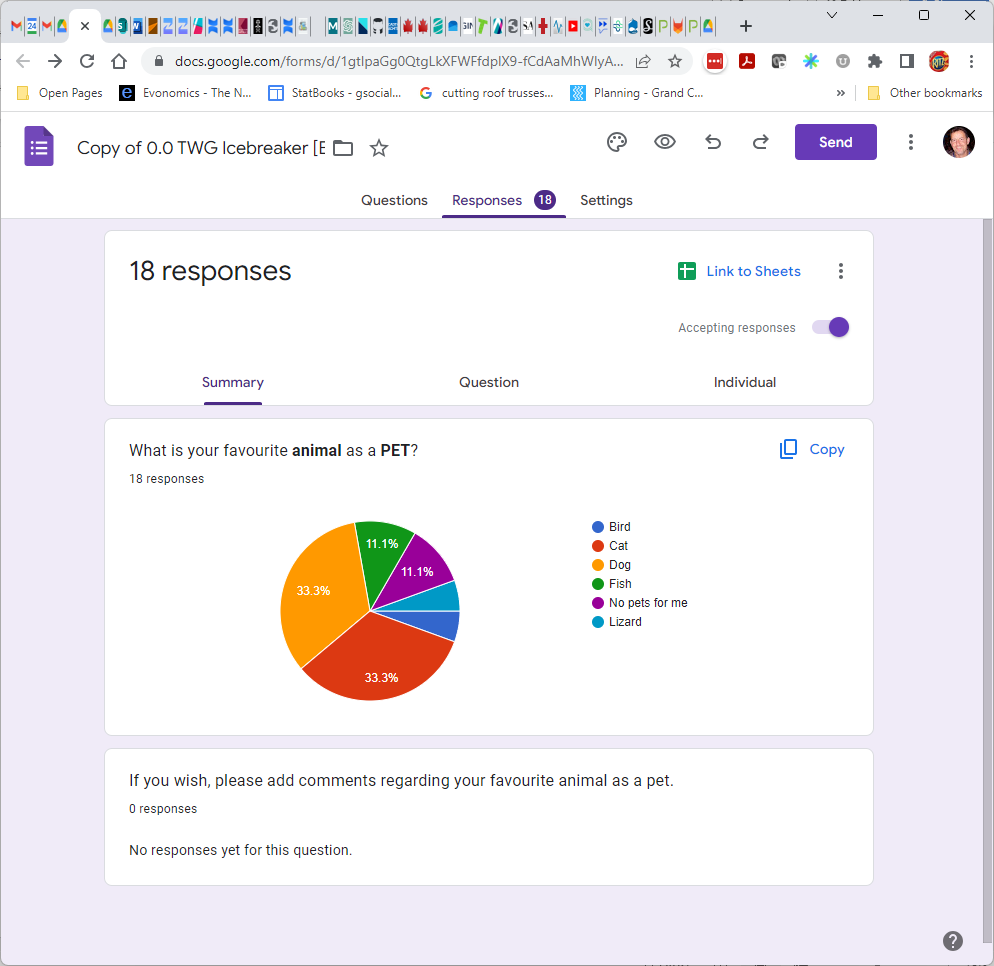 24
docs.google.com/forms/d/1gtIpaGg0QtgLkXFWFfdplX9-fCdAaMhWIyA...
Open Pages
Evonomics - The N...
StatBooks - gsocial...
cutting roof trusses...
Planning - Grand C...
»
Other bookmarks
Copy of 0.0 TWG Icebreaker [E
Send
Questions
Responses 18
Settings
18 responses
Link to Sheets
Accepting responses
Summary
Question
Individual
What is your favourite animal as a PET?
Copy
18 responses
11.1%
11.1%
33.3%
33.3%
Bird
Cat
Dog
Fish
No pets for me
Lizard
If you wish, please add comments regarding your favourite animal as a pet.
0 responses
No responses yet for this question.